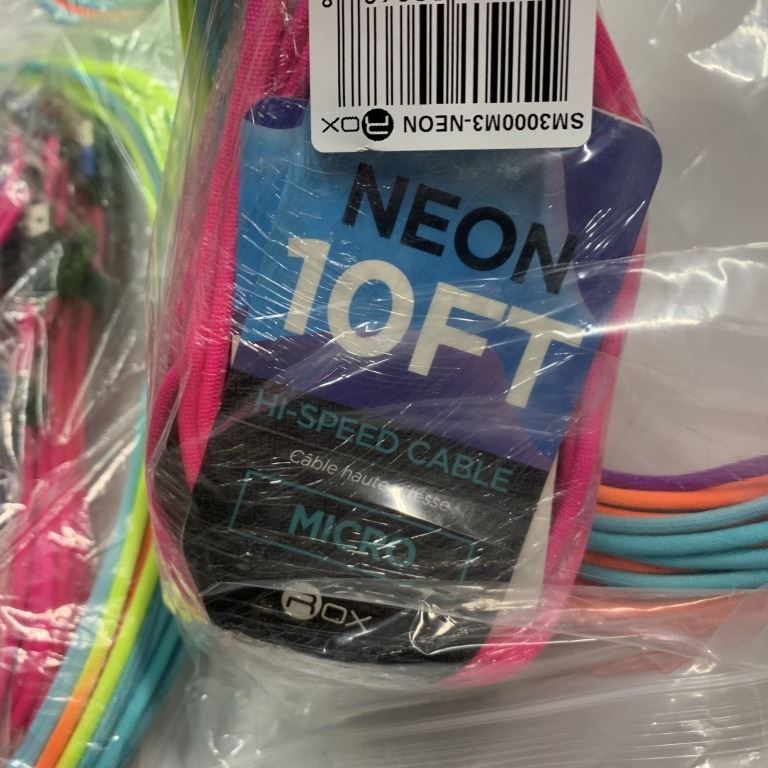 SM3000M3-NEON ROX
NEON
10FT
HI-SPEED CABLE
Câble haute vitesse
MICRO
ROX